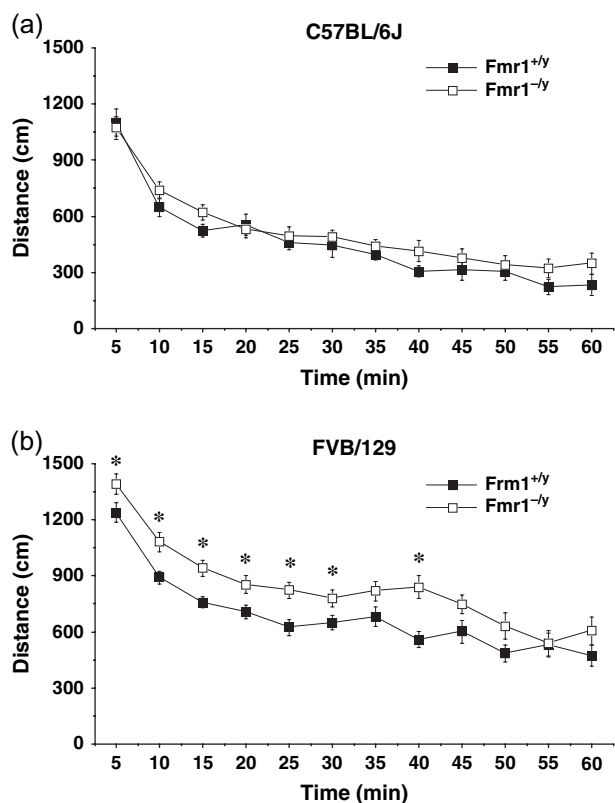 (a)
C57BL/6J
1500
1200
900
600
300
0
Distance (cm)
Fmr1+/y
Fmr1−/y
5 10 15 20 25 30 35 40 45 50 55 60
Time (min)
(b)
FVB/129
1500
1200
900
600
300
0
Distance (cm)
Frm1+/y
Fmr1−/y
* * * * * * *
5 10 15 20 25 30 35 40 45 50 55 60
Time (min)